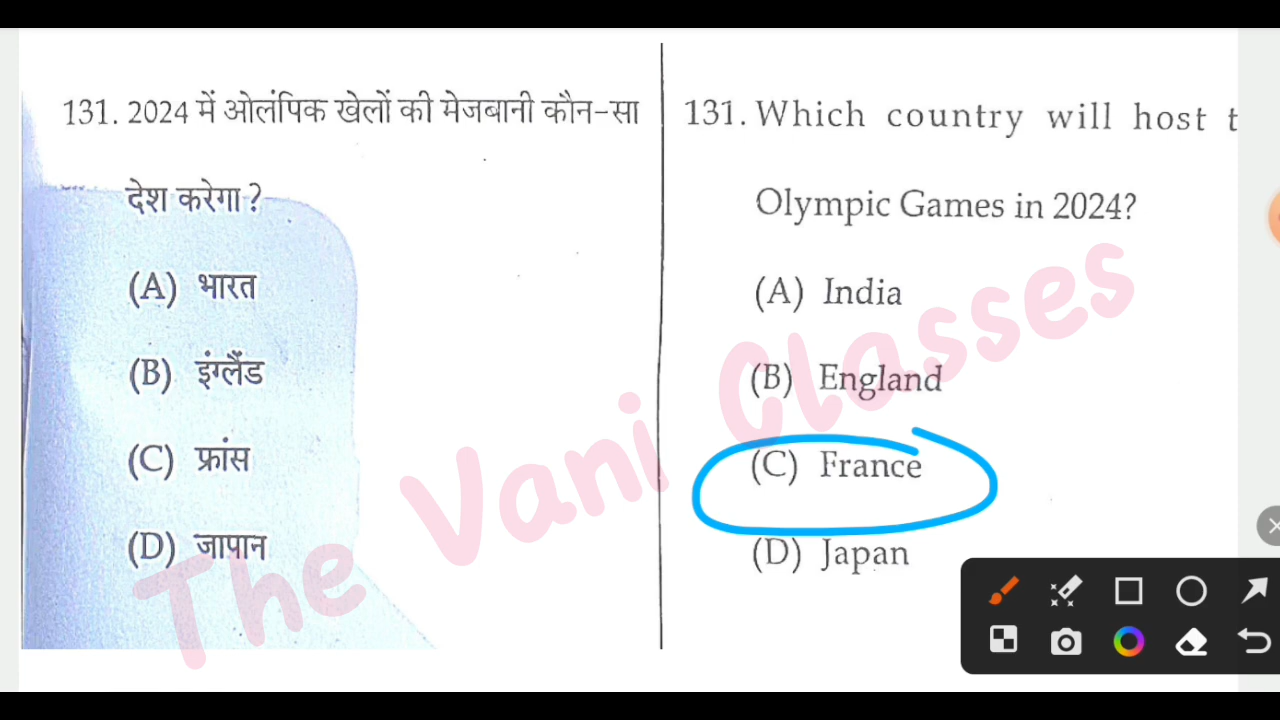 131. 2024 में ओलंपिक खेलों की मेजबानी कौन-सा
देश करेगा?
(A) भारत
(B) इंग्लैंड
(C) फ्रांस
(D) जापान
131. Which country will host t
Olympic Games in 2024?
(A) India
(B) England
(C) France
(D) Japan
The Vani Classes